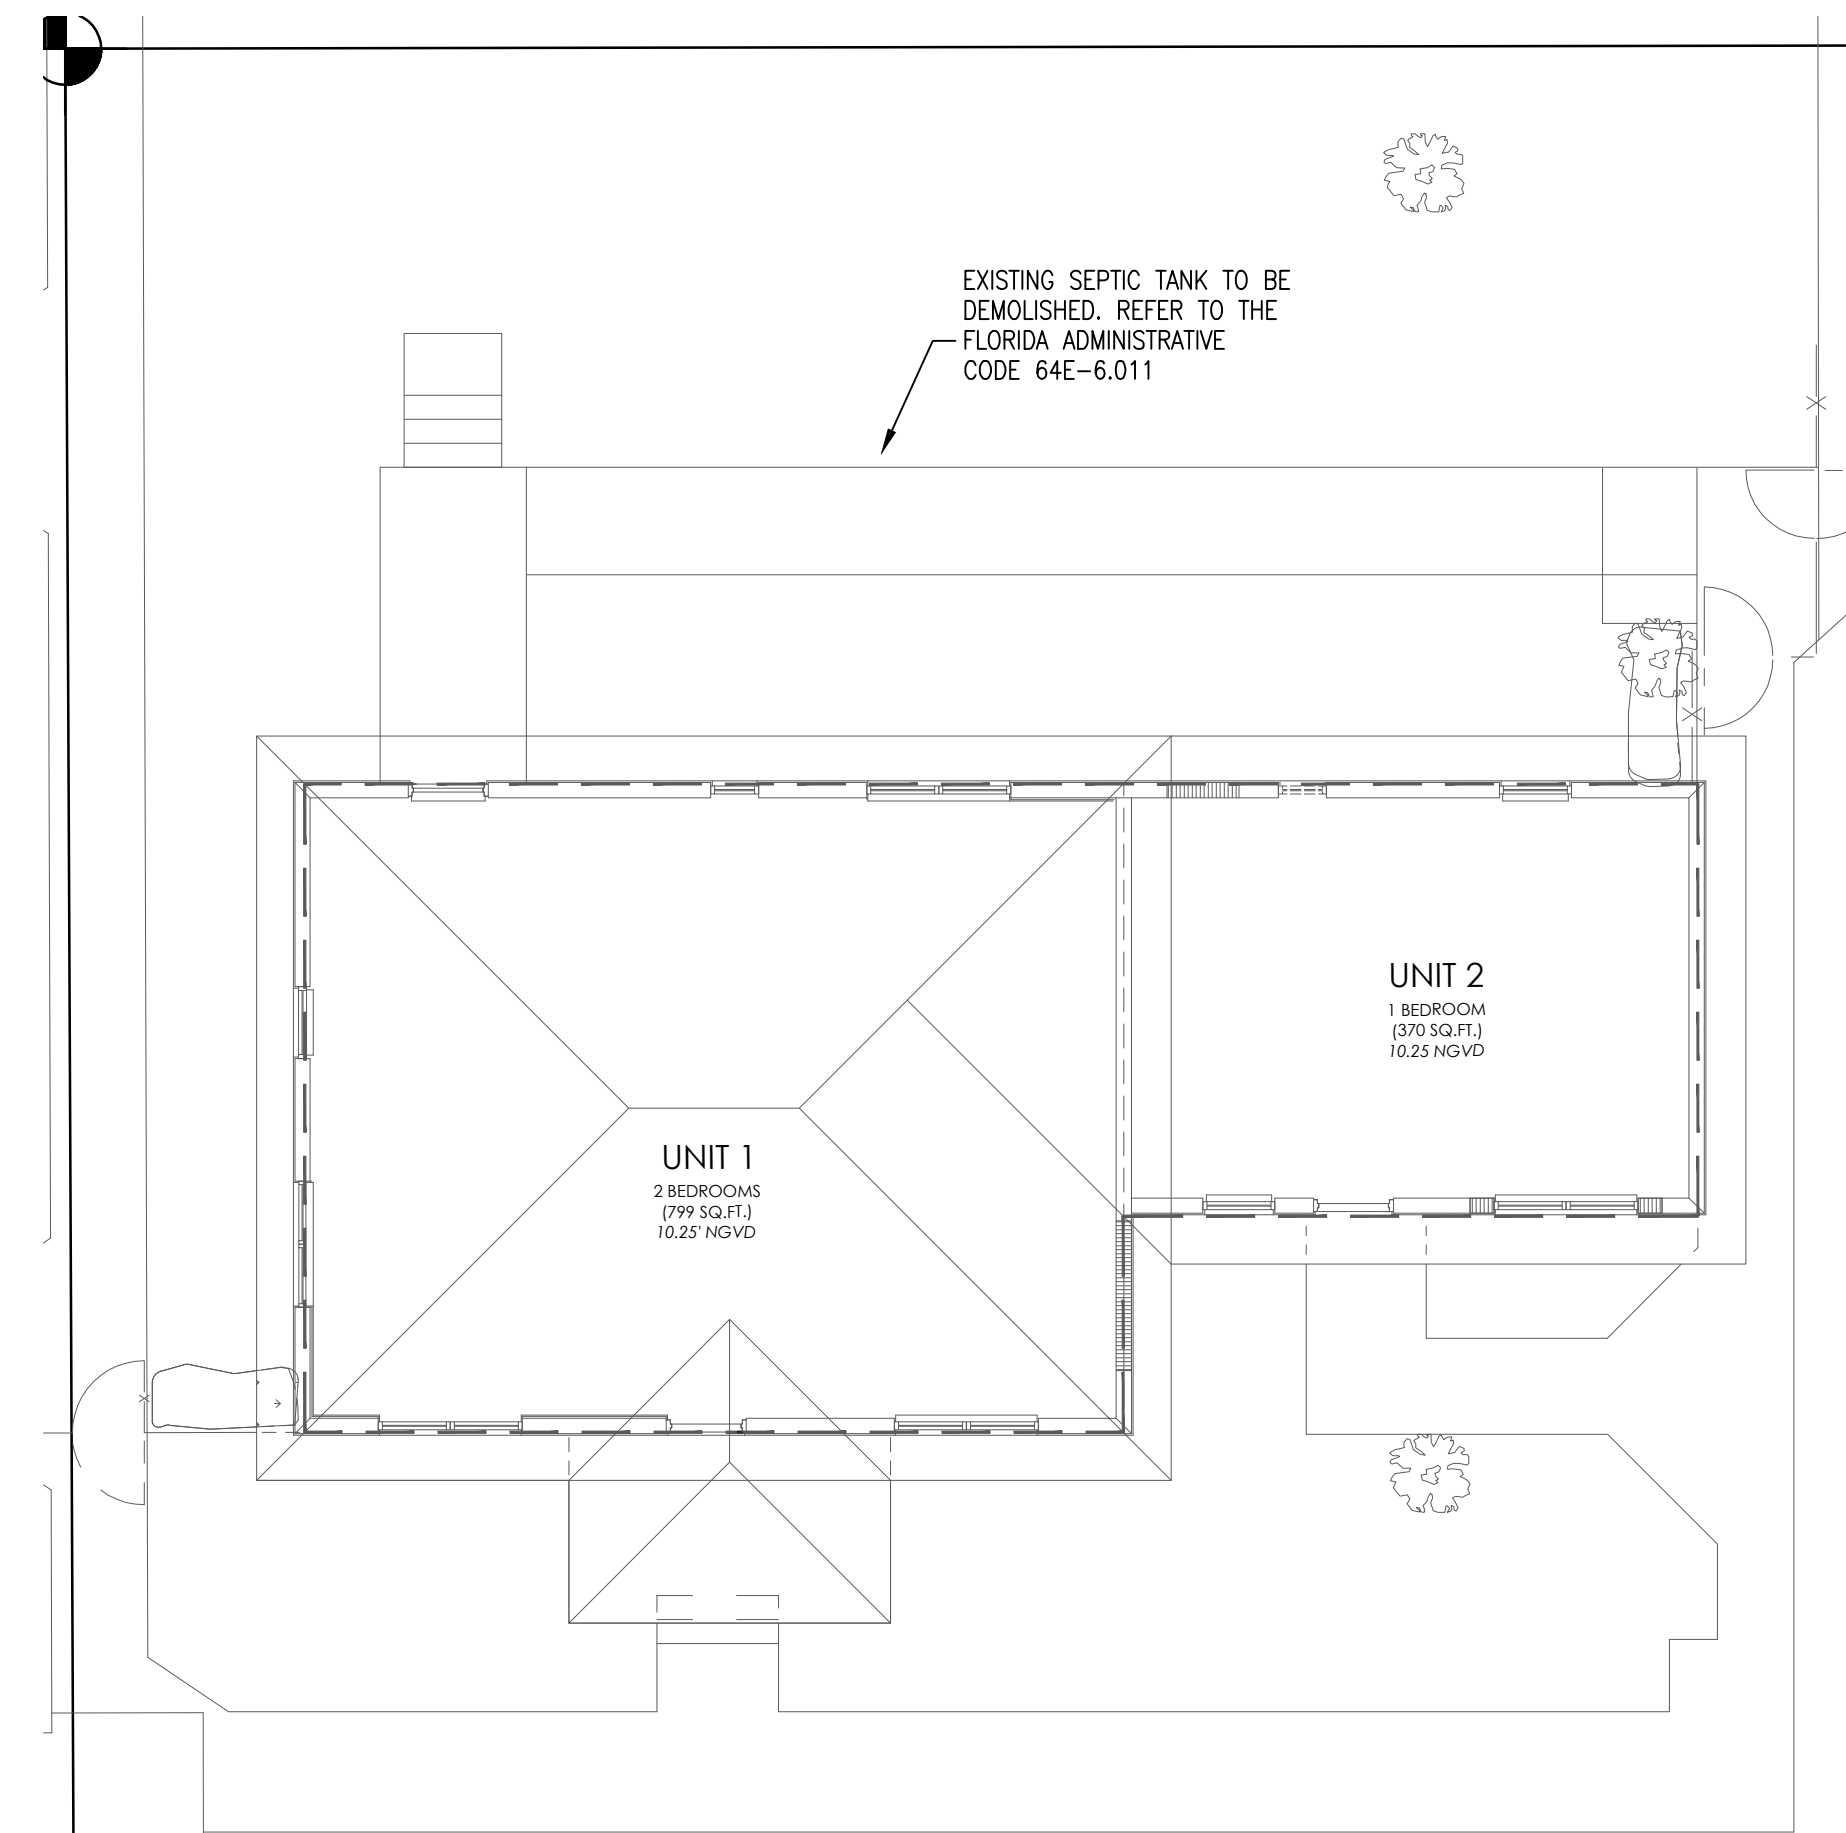 EXISTING SEPTIC TANK TO BE
DEMOLISHED. REFER TO THE
FLORIDA ADMINISTRATIVE
CODE 64E-6.011
UNIT 2
1 BEDROOM
(370 SQ.FT.)
10.25 NGVD
UNIT 1
2 BEDROOMS
(799 SQ.FT.)
10.25' NGVD